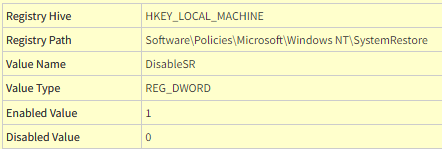 Registry Hive HKEY_LOCAL_MACHINE
Registry Path Software\Policies\Microsoft\Windows NT\SystemRestore
Value Name DisableSR
Value Type REG_DWORD
Enabled Value 1
Disabled Value 0